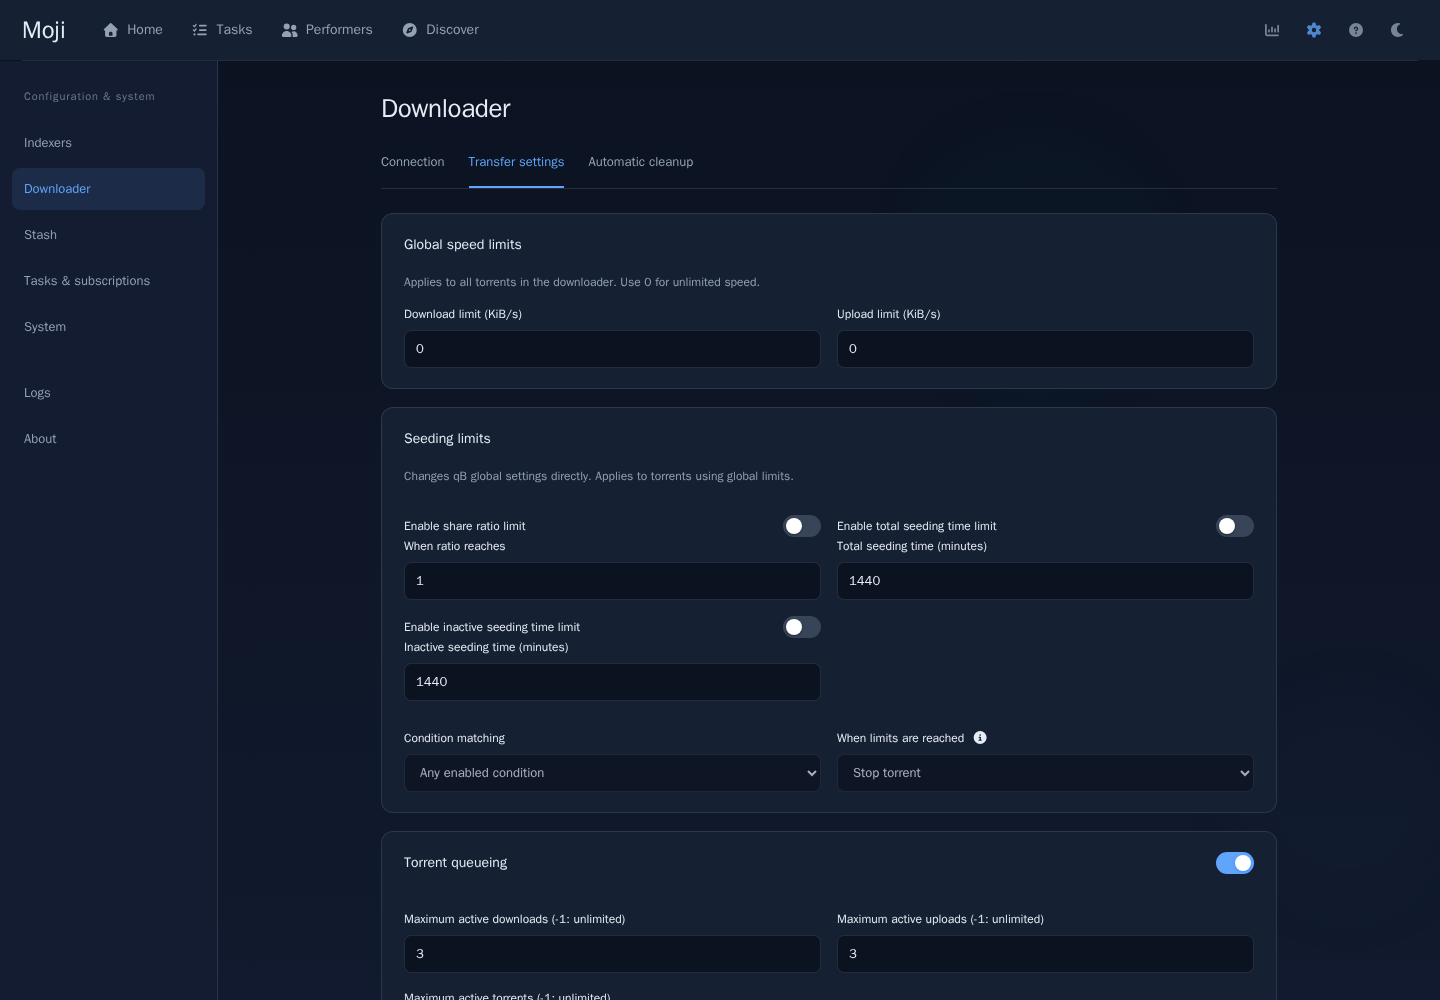 Moji
Home
Tasks
Performers
Discover
Configuration & system
Indexers
Downloader
Stash
Tasks & subscriptions
System
Logs
About
Downloader
Connection
Transfer settings
Automatic cleanup
Global speed limits
Applies to all torrents in the downloader. Use 0 for unlimited speed.
Download limit (KiB/s)
Upload limit (KiB/s)
0
0
Seeding limits
Changes qB global settings directly. Applies to torrents using global limits.
Enable share ratio limit
Enable total seeding time limit
When ratio reaches
Total seeding time (minutes)
1
1440
Enable inactive seeding time limit
Inactive seeding time (minutes)
1440
Condition matching
When limits are reached
Any enabled condition
Stop torrent
Torrent queueing
Maximum active downloads (-1: unlimited)
Maximum active uploads (-1: unlimited)
3
3
Maximum active torrents (-1: unlimited)